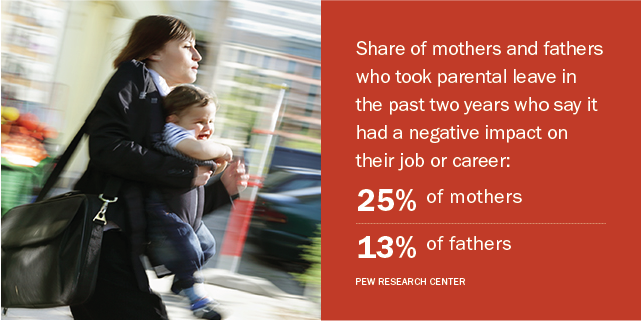 Share of mothers and fathers
who took parental leave in
the past two years who say it
had a negative impact on
their job or career:
25% of mothers
13% of fathers
PEW RESEARCH CENTER